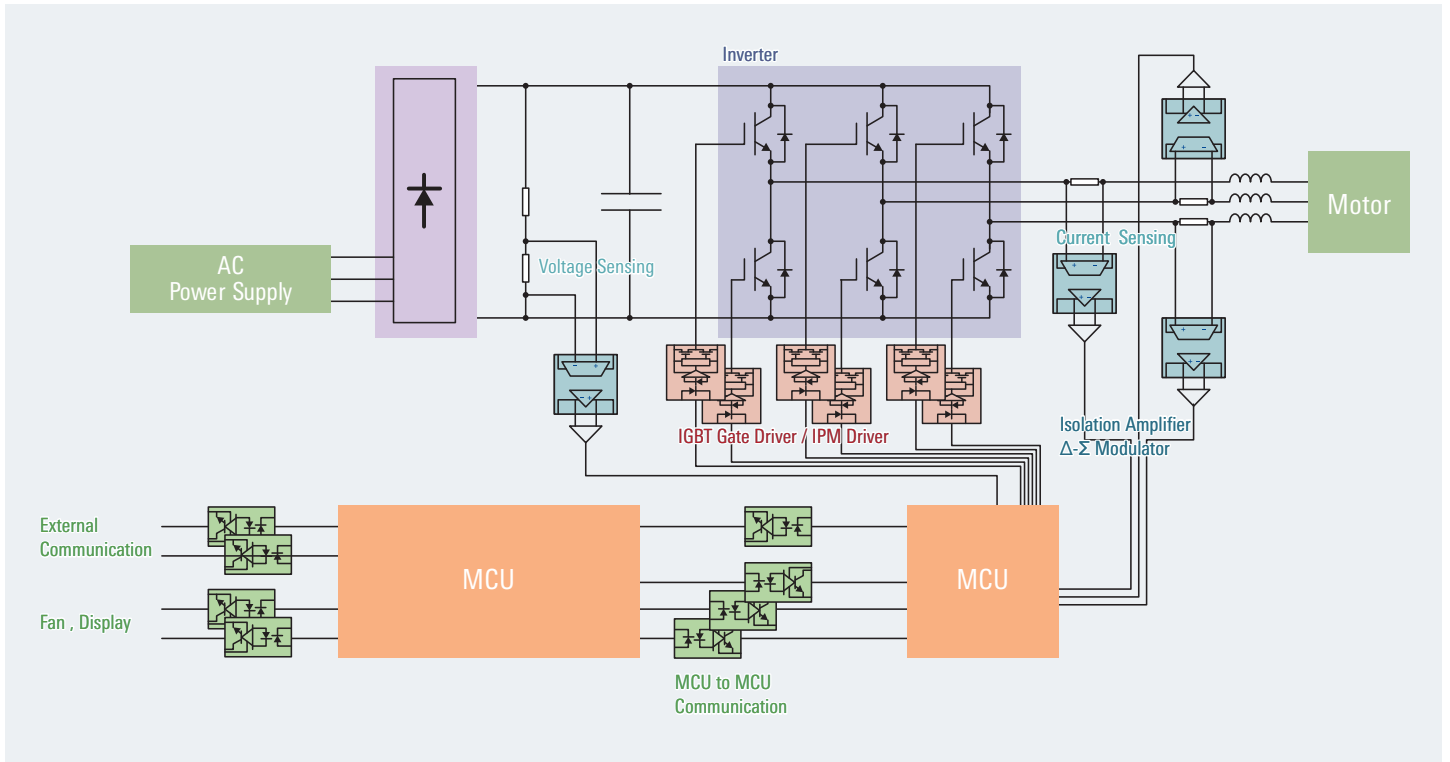 Inverter
Motor
AC
Power Supply
Voltage Sensing
Current Sensing
IGBT Gate Driver / IPM Driver
Isolation Amplifier
Δ-Σ Modulator
External
Communication
MCU
MCU
Fan , Display
MCU to MCU
Communication